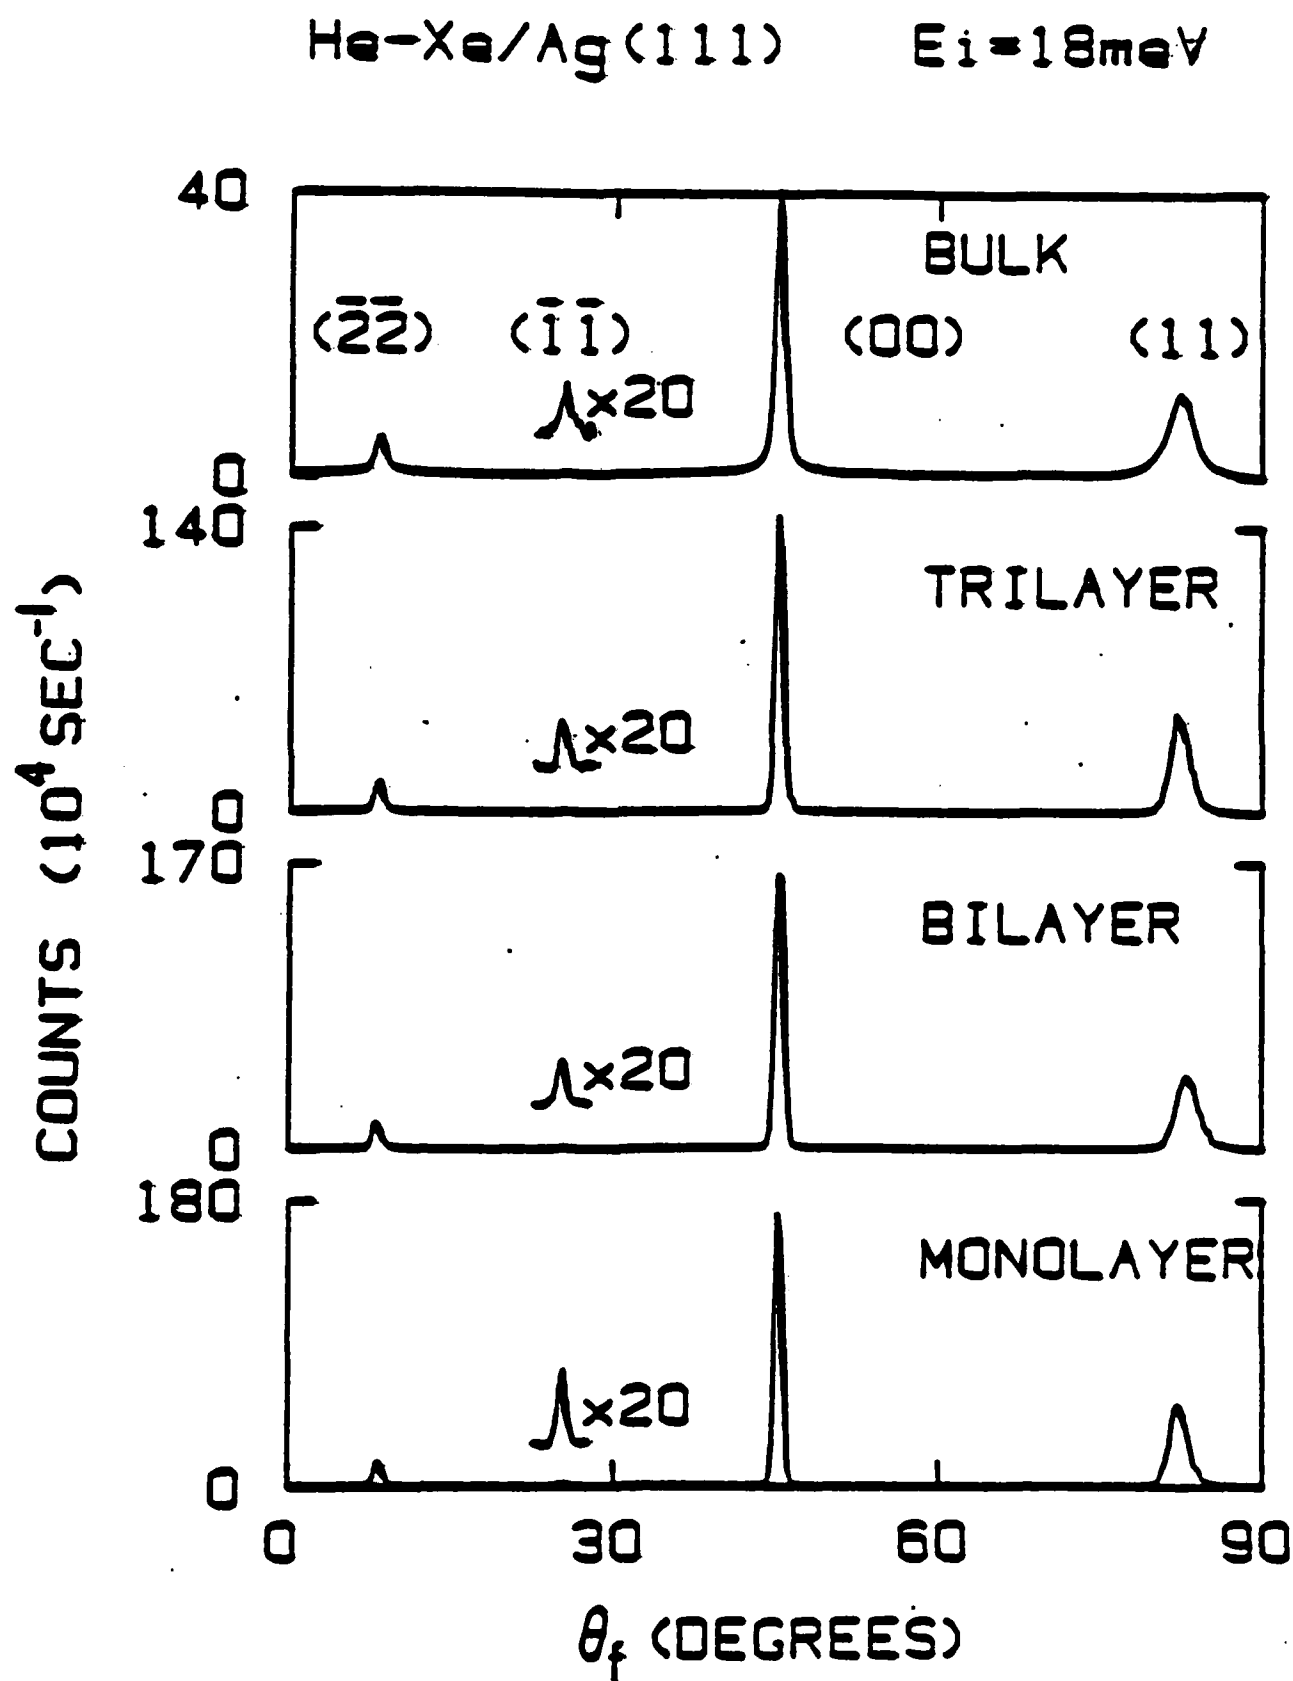 He-Xe/Ag(111) Ei=18meV
40
BULK
(2̅2̅) (1̅1̅) (00) (11)
×20
0
140
TRILAYER
×20
0
170
BILAYER
×20
0
180
MONOLAYER
×20
0
0 30 60 90
θf (DEGREES)
COUNTS (10⁴ SEC⁻¹)